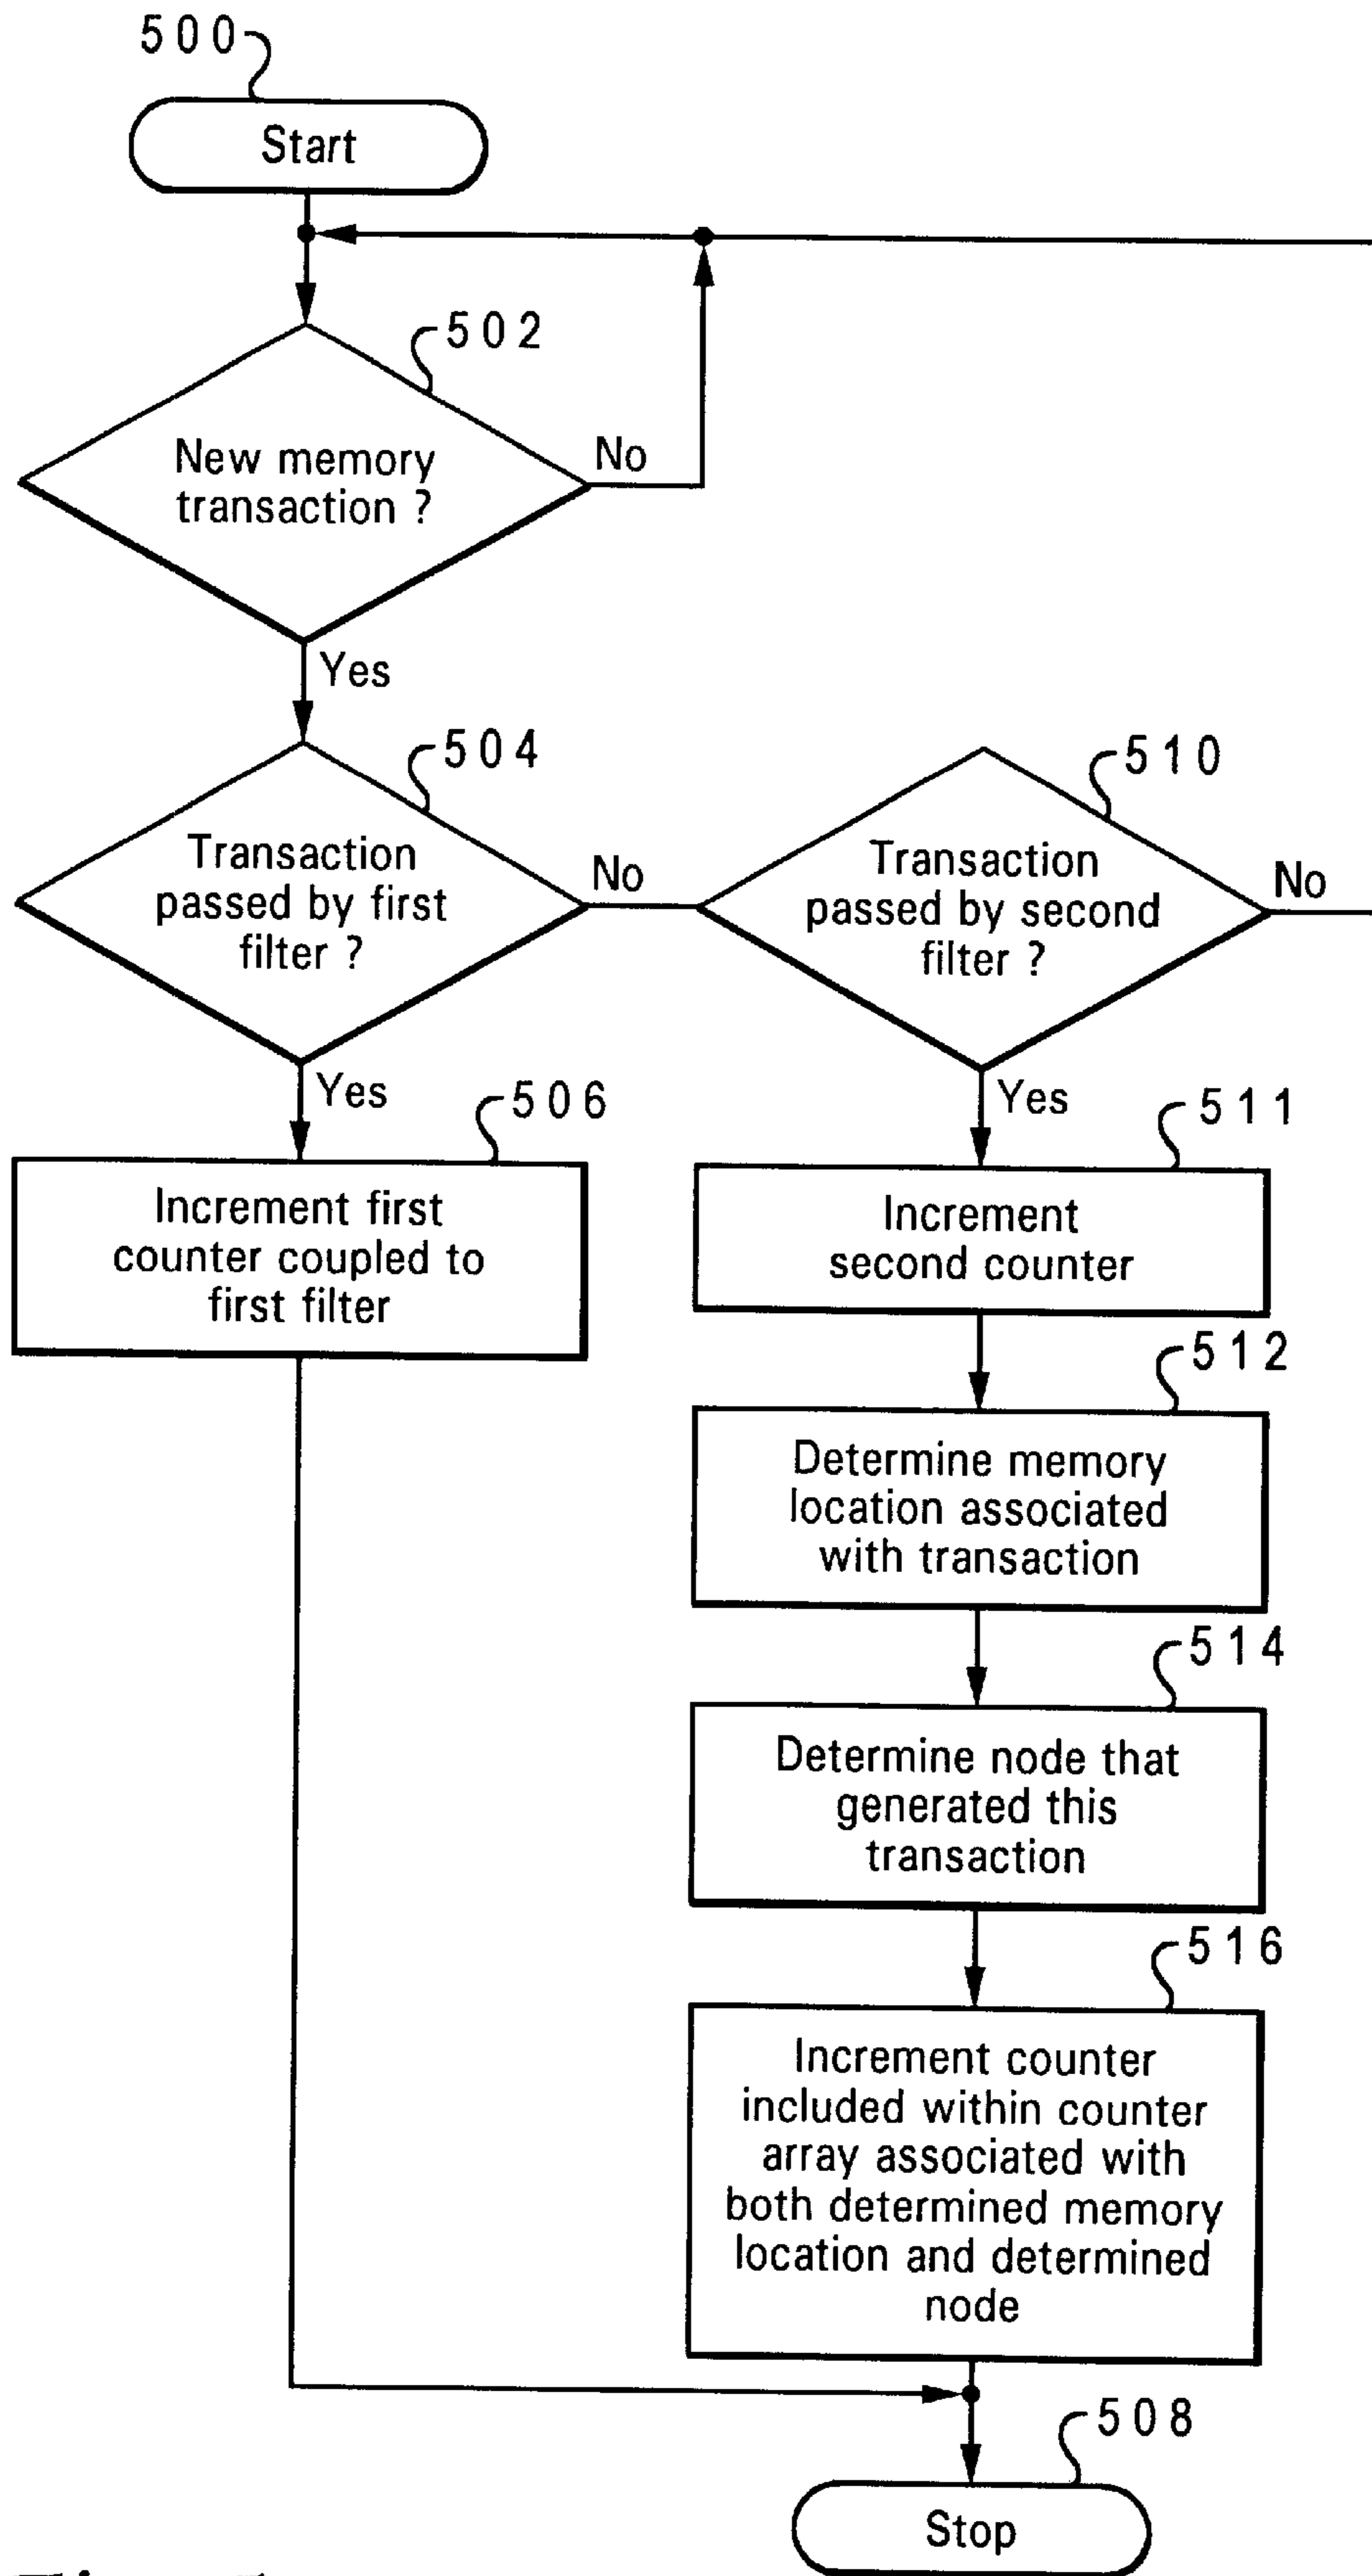 500
Start
502
New memory
transaction ?
No
Yes
504
Transaction
passed by first
filter ?
No
510
Transaction
passed by second
filter ?
No
Yes
506
Increment first
counter coupled to
first filter
Yes
511
Increment
second counter
512
Determine memory
location associated
with transaction
514
Determine node that
generated this
transaction
516
Increment counter
included within counter
array associated with
both determined memory
location and determined
node
508
Stop